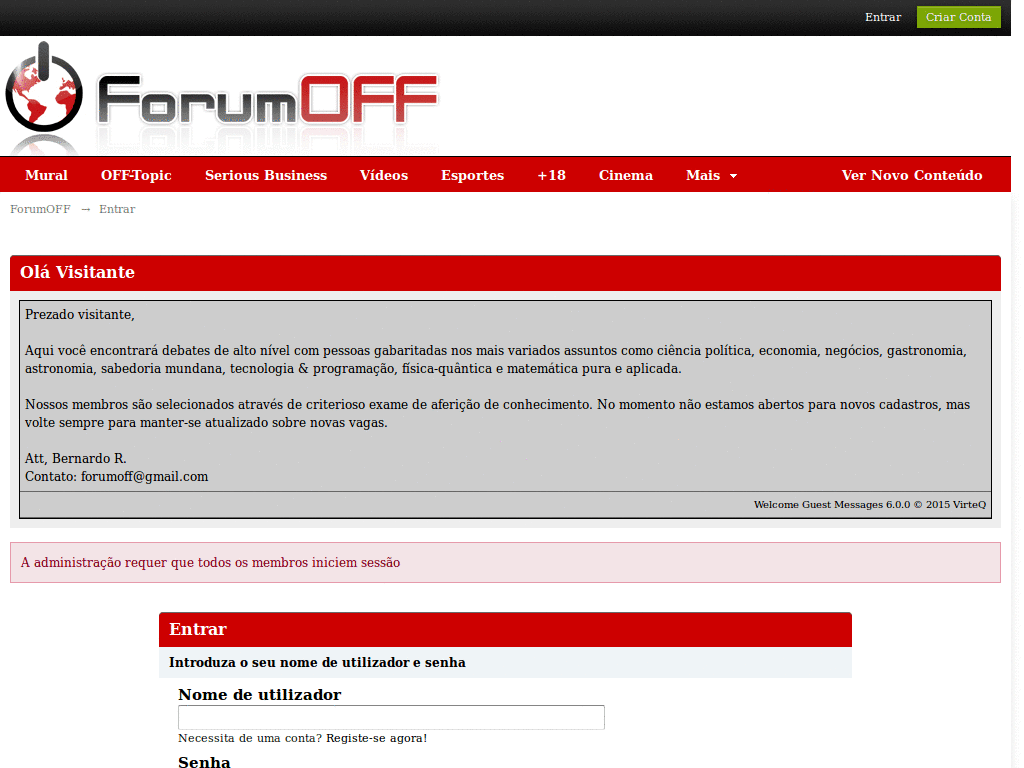 Entrar Criar Conta
ForumOFF
Mural OFF-Topic Serious Business Vídeos Esportes +18 Cinema Mais Ver Novo Conteúdo
ForumOFF → Entrar
Olá Visitante
Prezado visitante,
Aqui você encontrará debates de alto nível com pessoas gabaritadas nos mais variados assuntos como ciência política, economia, negócios, gastronomia,
astronomia, sabedoria mundana, tecnologia & programação, física-quântica e matemática pura e aplicada.
Nossos membros são selecionados através de criterioso exame de aferição de conhecimento. No momento não estamos abertos para novos cadastros, mas
volte sempre para manter-se atualizado sobre novas vagas.
Att, Bernardo R.
Contato: forumoff@gmail.com
Welcome Guest Messages 6.0.0 © 2015 VirteQ
A administração requer que todos os membros iniciem sessão
Entrar
Introduza o seu nome de utilizador e senha
Nome de utilizador
Necessita de uma conta? Registe-se agora!
Senha